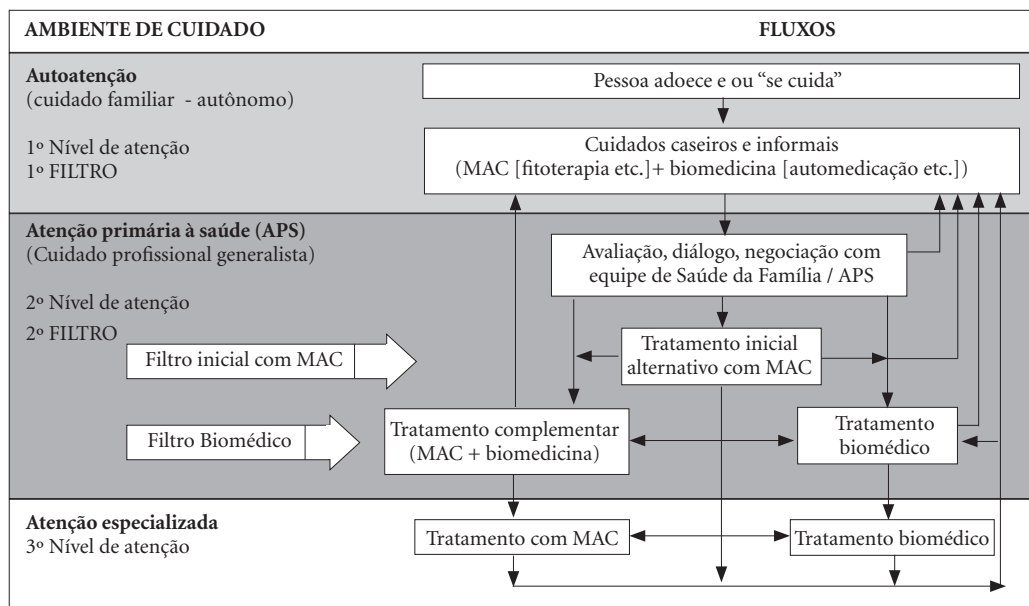 AMBIENTE DE CUIDADO
FLUXOS
Autoatenção
(cuidado familiar - autônomo)
1º Nível de atenção
1º FILTRO
Pessoa adoece e ou “se cuida”
Cuidados caseiros e informais
(MAC [fitoterapia etc.]+ biomedicina [automedicação etc.])
Atenção primária à saúde (APS)
(Cuidado profissional generalista)
2º Nível de atenção
2º FILTRO
Avaliação, diálogo, negociação com
equipe de Saúde da Família / APS
Filtro inicial com MAC
Tratamento inicial
alternativo com MAC
Filtro Biomédico
Tratamento complementar
(MAC + biomedicina)
Tratamento
biomédico
Atenção especializada
3º Nível de atenção
Tratamento com MAC
Tratamento biomédico